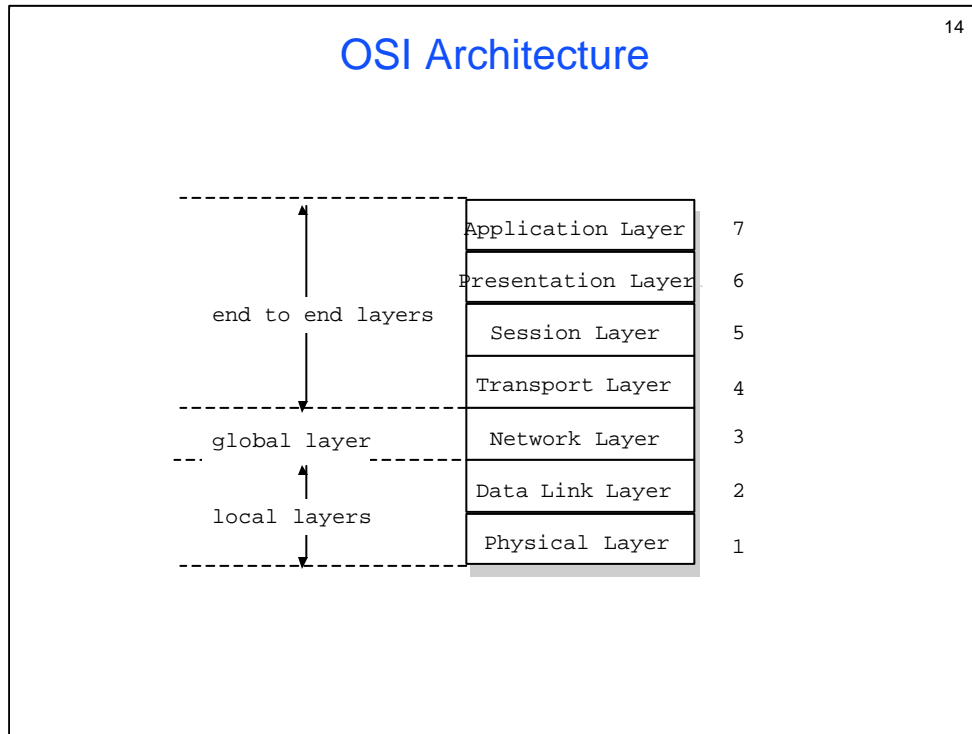 14
OSI Architecture
Application Layer 7
Presentation Layer 6
end to end layers
Session Layer 5
Transport Layer 4
global layer
Network Layer 3
Data Link Layer 2
local layers
Physical Layer 1